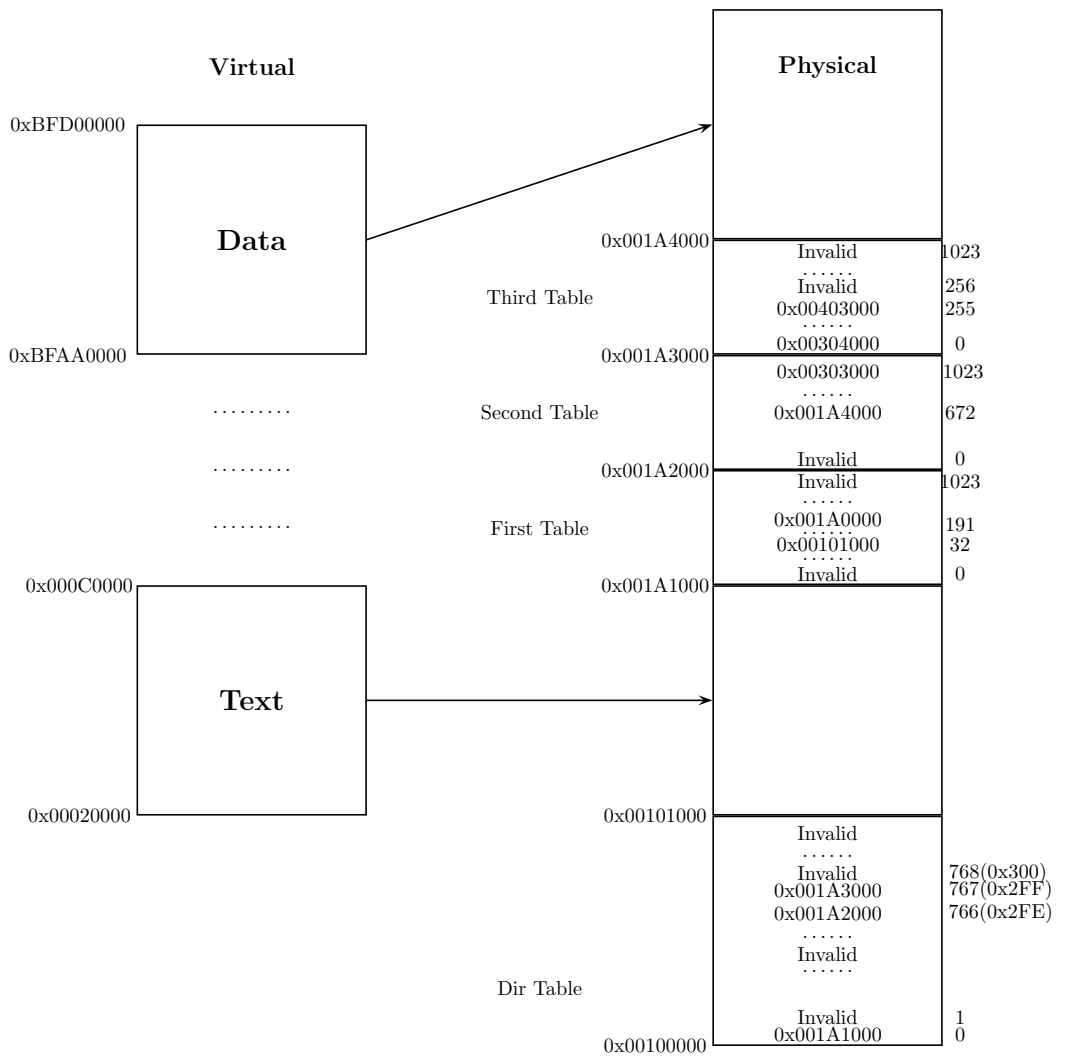 Virtual
Physical
0xBFD00000
Data
0xBFAA0000
.........
.........
.........
0x000C0000
Text
0x00020000
Third Table
Second Table
First Table
Dir Table
0x001A4000
Invalid 1023
......
Invalid 256
0x00403000 255
......
0x00304000 0
0x001A3000
0x00303000 1023
......
0x001A4000 672
Invalid 0
0x001A2000
Invalid 1023
......
0x001A0000 191
......
0x00101000 32
......
Invalid 0
0x001A1000
0x00101000
Invalid
......
Invalid 768(0x300)
0x001A3000 767(0x2FF)
0x001A2000 766(0x2FE)
......
Invalid
......
Invalid 1
0x001A1000 0
0x00100000